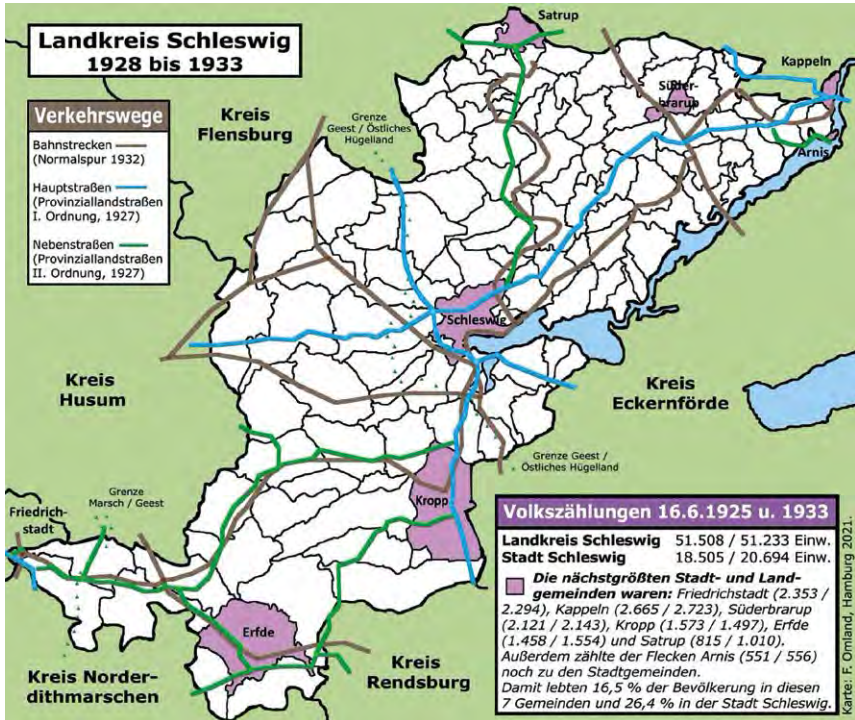 Landkreis Schleswig
1928 bis 1933
Verkehrswege
Bahnstrecken
(Normalspur 1932)
Hauptstraßen
(Provinziallandstraßen
I. Ordnung, 1927)
Nebenstraßen
(Provinziallandstraßen
II. Ordnung, 1927)
Satrup
Kappeln
Süder-
brarup
Kreis
Flensburg
Grenze
Geest / Östliches
Hügelland
Arnis
Schleswig
Kreis
Husum
Kreis
Eckernförde
Grenze Geest /
Östliches Hügelland
Grenze
Marsch / Geest
Kropp
Friedrich-
stadt
Erfde
Kreis Norder-
dithmarschen
Kreis
Rendsburg
Volkszählungen 16.6.1925 u. 1933
Landkreis Schleswig 51.508 / 51.233 Einw.
Stadt Schleswig 18.505 / 20.694 Einw.
Die nächstgrößten Stadt- und Land-
gemeinden waren: Friedrichstadt (2.353 /
2.294), Kappeln (2.665 / 2.723), Süderbrarup
(2.121 / 2.143), Kropp (1.573 / 1.497), Erfde
(1.458 / 1.554) und Satrup (815 / 1.010).
Außerdem zählte der Flecken Arnis (551 / 556)
noch zu den Stadtgemeinden.
Damit lebten 16,5 % der Bevölkerung in diesen
7 Gemeinden und 26,4 % in der Stadt Schleswig.
Karte: F. Omland, Hamburg 2021.